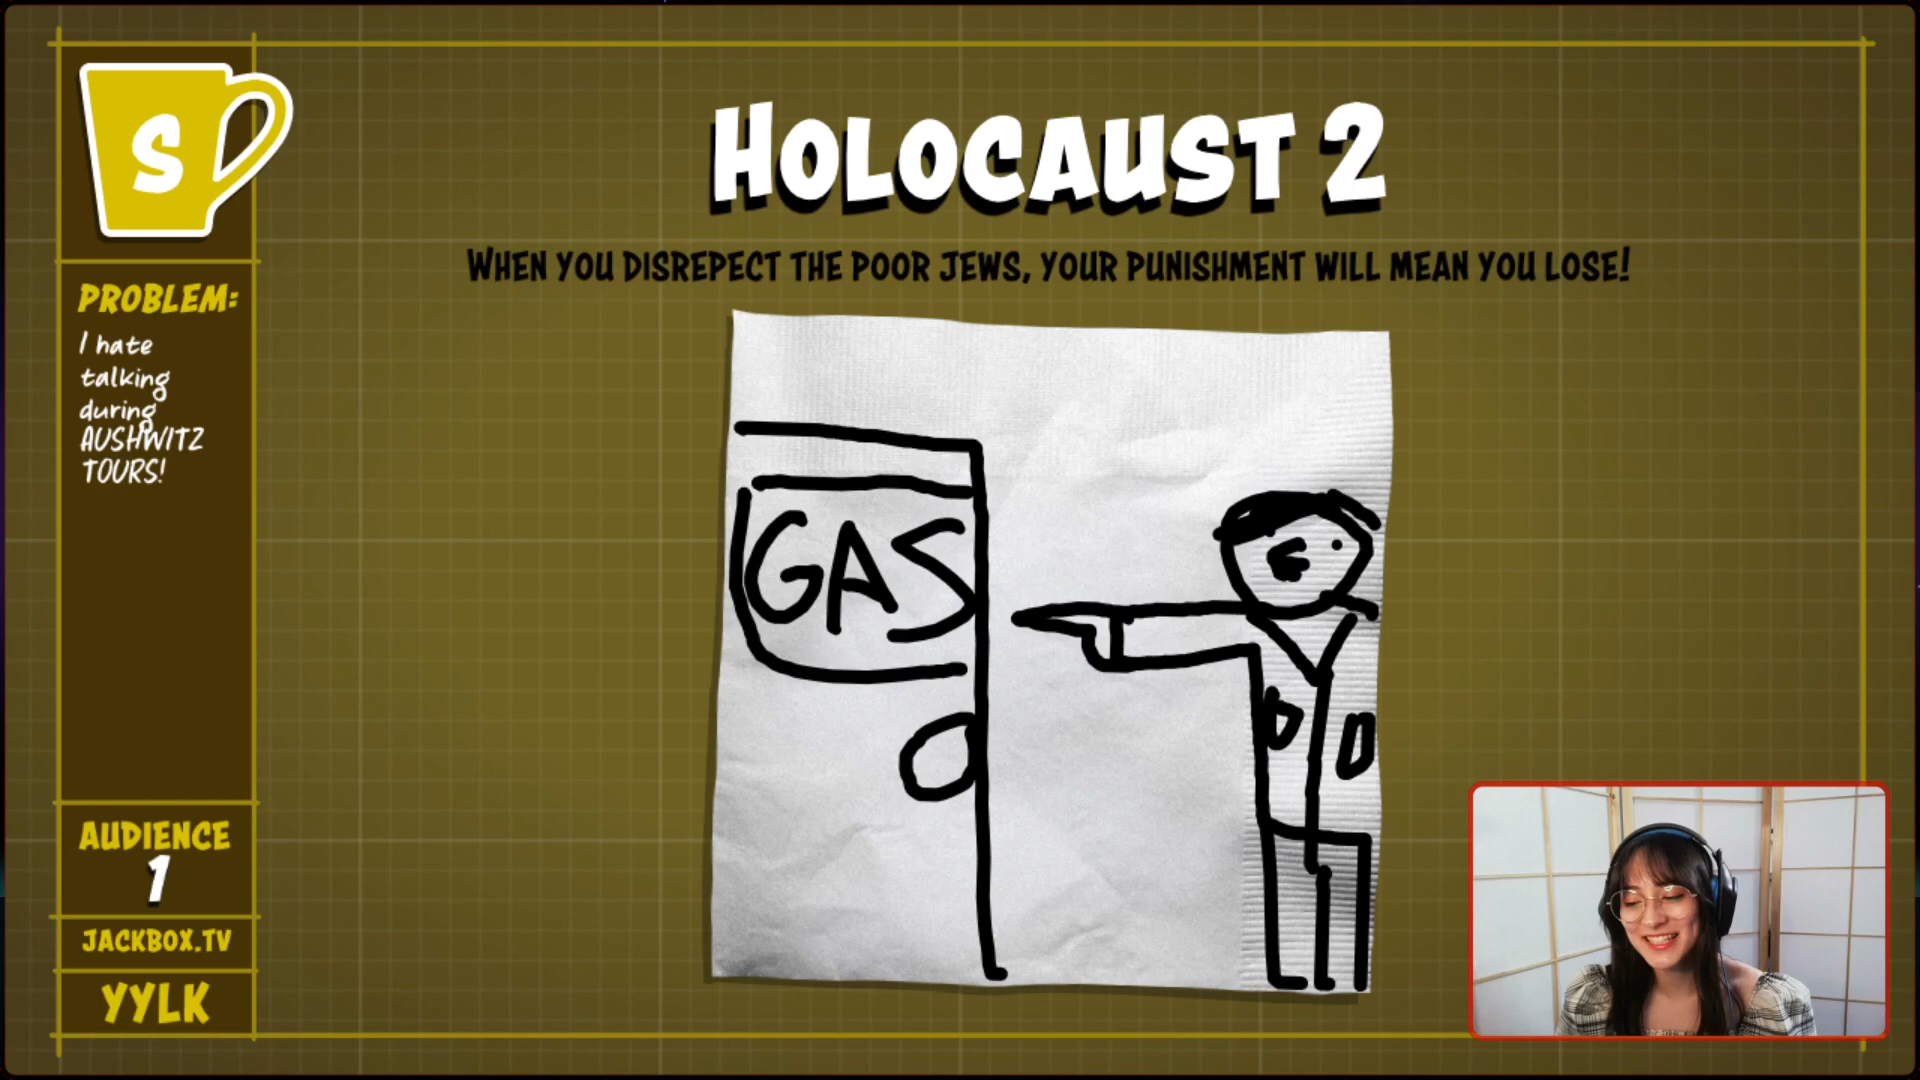 S
HOLOCAUST 2
WHEN YOU DISREPECT THE POOR JEWS, YOUR PUNISHMENT WILL MEAN YOU LOSE!
PROBLEM:
I hate
talking
during
AUSHWITZ
TOURS!
GAS
AUDIENCE
1
JACKBOX.TV
YYLK